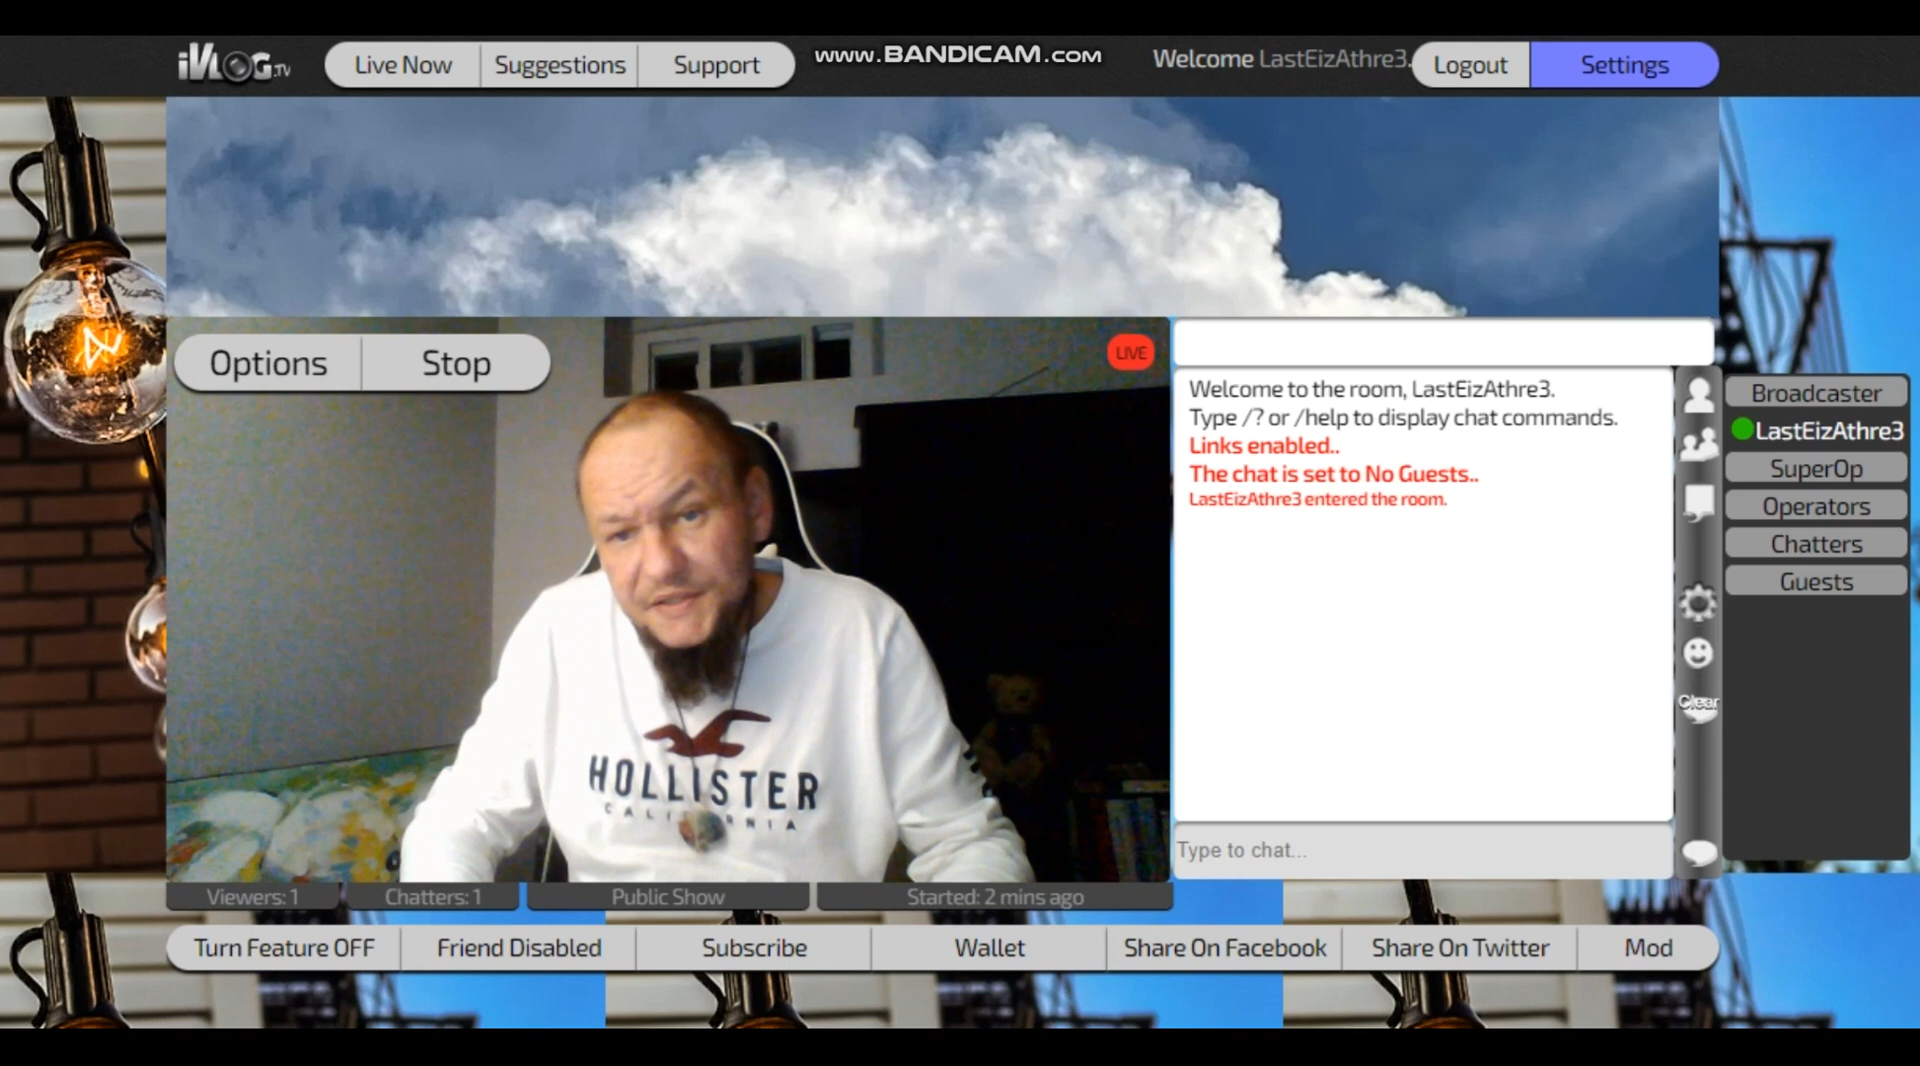 iVLOG.TV
Live Now
Suggestions
Support
www.BANDICAM.com
Welcome LastEizAthre3.
Logout
Settings
Options
Stop
LIVE
Welcome to the room, LastEizAthre3.
Type /? or /help to display chat commands.
Links enabled..
The chat is set to No Guests..
LastEizAthre3 entered the room.
Clear
Type to chat...
Broadcaster
LastEizAthre3
SuperOp
Operators
Chatters
Guests
HOLLISTER
CALIFORNIA
Viewers: 1
Chatters: 1
Public Show
Started: 2 mins ago
Turn Feature OFF
Friend Disabled
Subscribe
Wallet
Share On Facebook
Share On Twitter
Mod